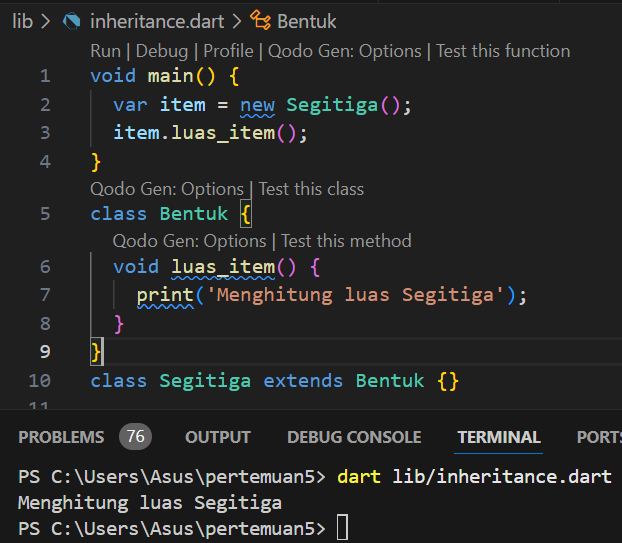 lib > inheritance.dart > Bentuk
Run | Debug | Profile | Qodo Gen: Options | Test this function
1 void main() {
2 var item = new Segitiga();
3 item.luas_item();
4 }
Qodo Gen: Options | Test this class
5 class Bentuk {
Qodo Gen: Options | Test this method
6 void luas_item() {
7 print('Menghitung luas Segitiga');
8 }
9 }
10 class Segitiga extends Bentuk {}
11
PROBLEMS 76 OUTPUT DEBUG CONSOLE TERMINAL PORTS
PS C:\Users\Asus\pertemuan5> dart lib/inheritance.dart
Menghitung luas Segitiga
PS C:\Users\Asus\pertemuan5>